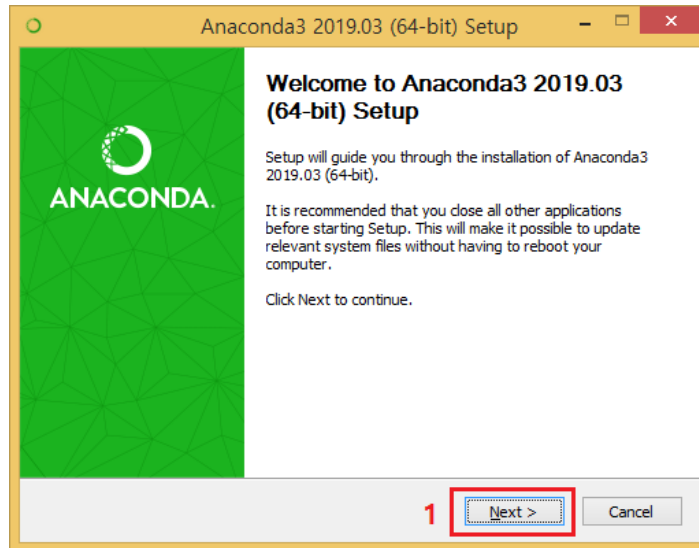 Anaconda3 2019.03 (64-bit) Setup
ANACONDA.
Welcome to Anaconda3 2019.03
(64-bit) Setup
Setup will guide you through the installation of Anaconda3
2019.03 (64-bit).
It is recommended that you close all other applications
before starting Setup. This will make it possible to update
relevant system files without having to reboot your
computer.
Click Next to continue.
1
Next >
Cancel